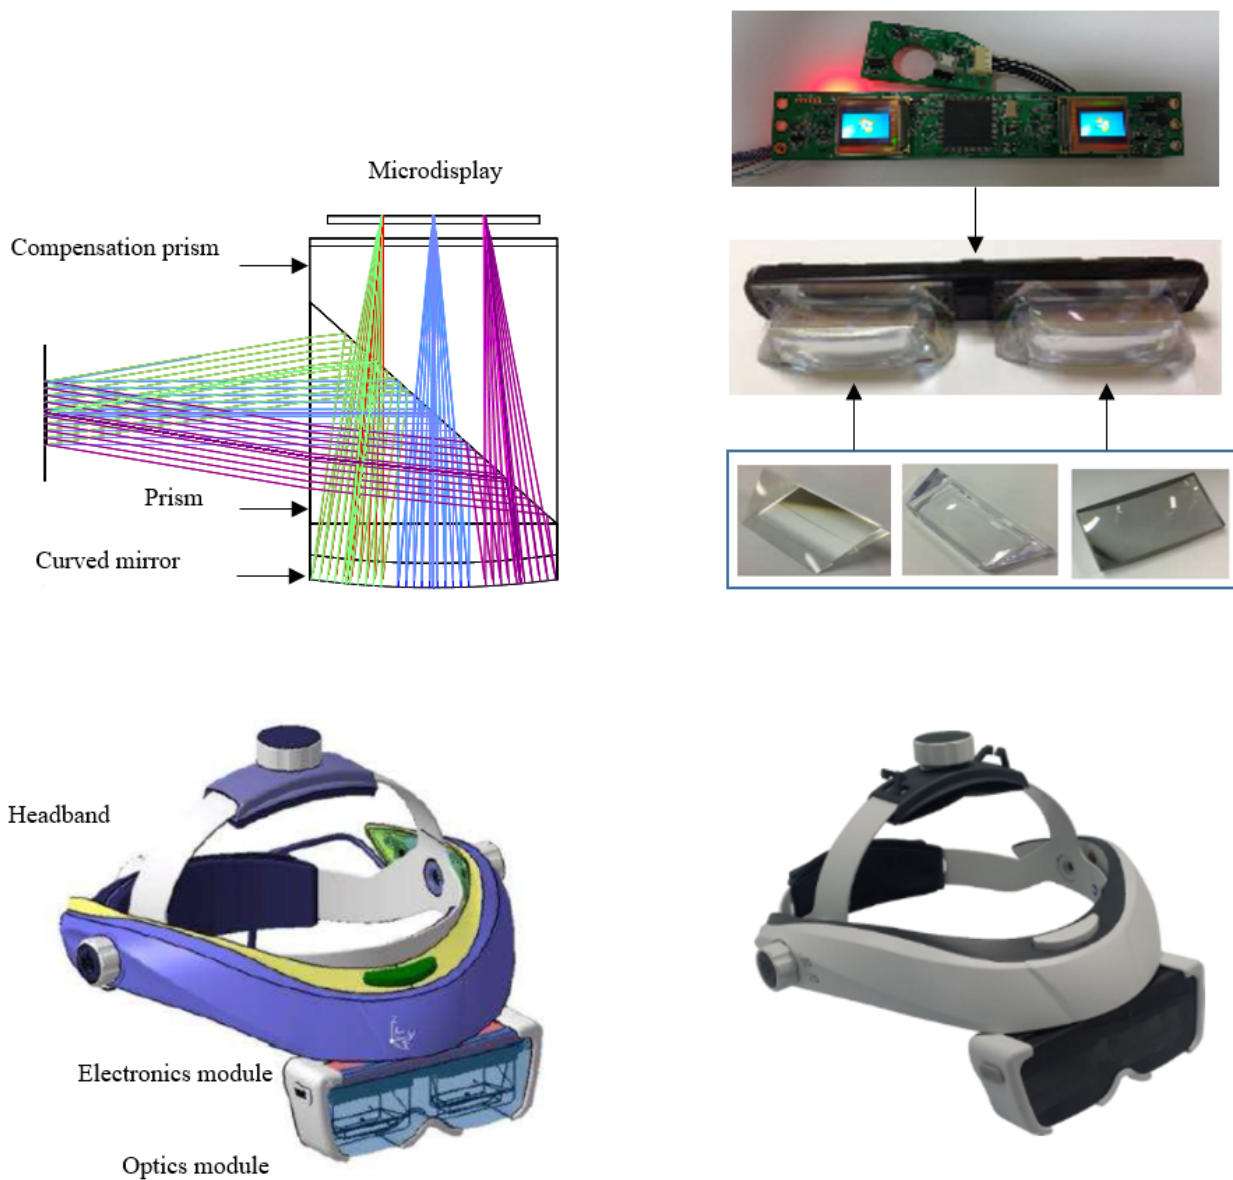 Microdisplay
Compensation prism
Prism
Curved mirror
Headband
Electronics module
Optics module